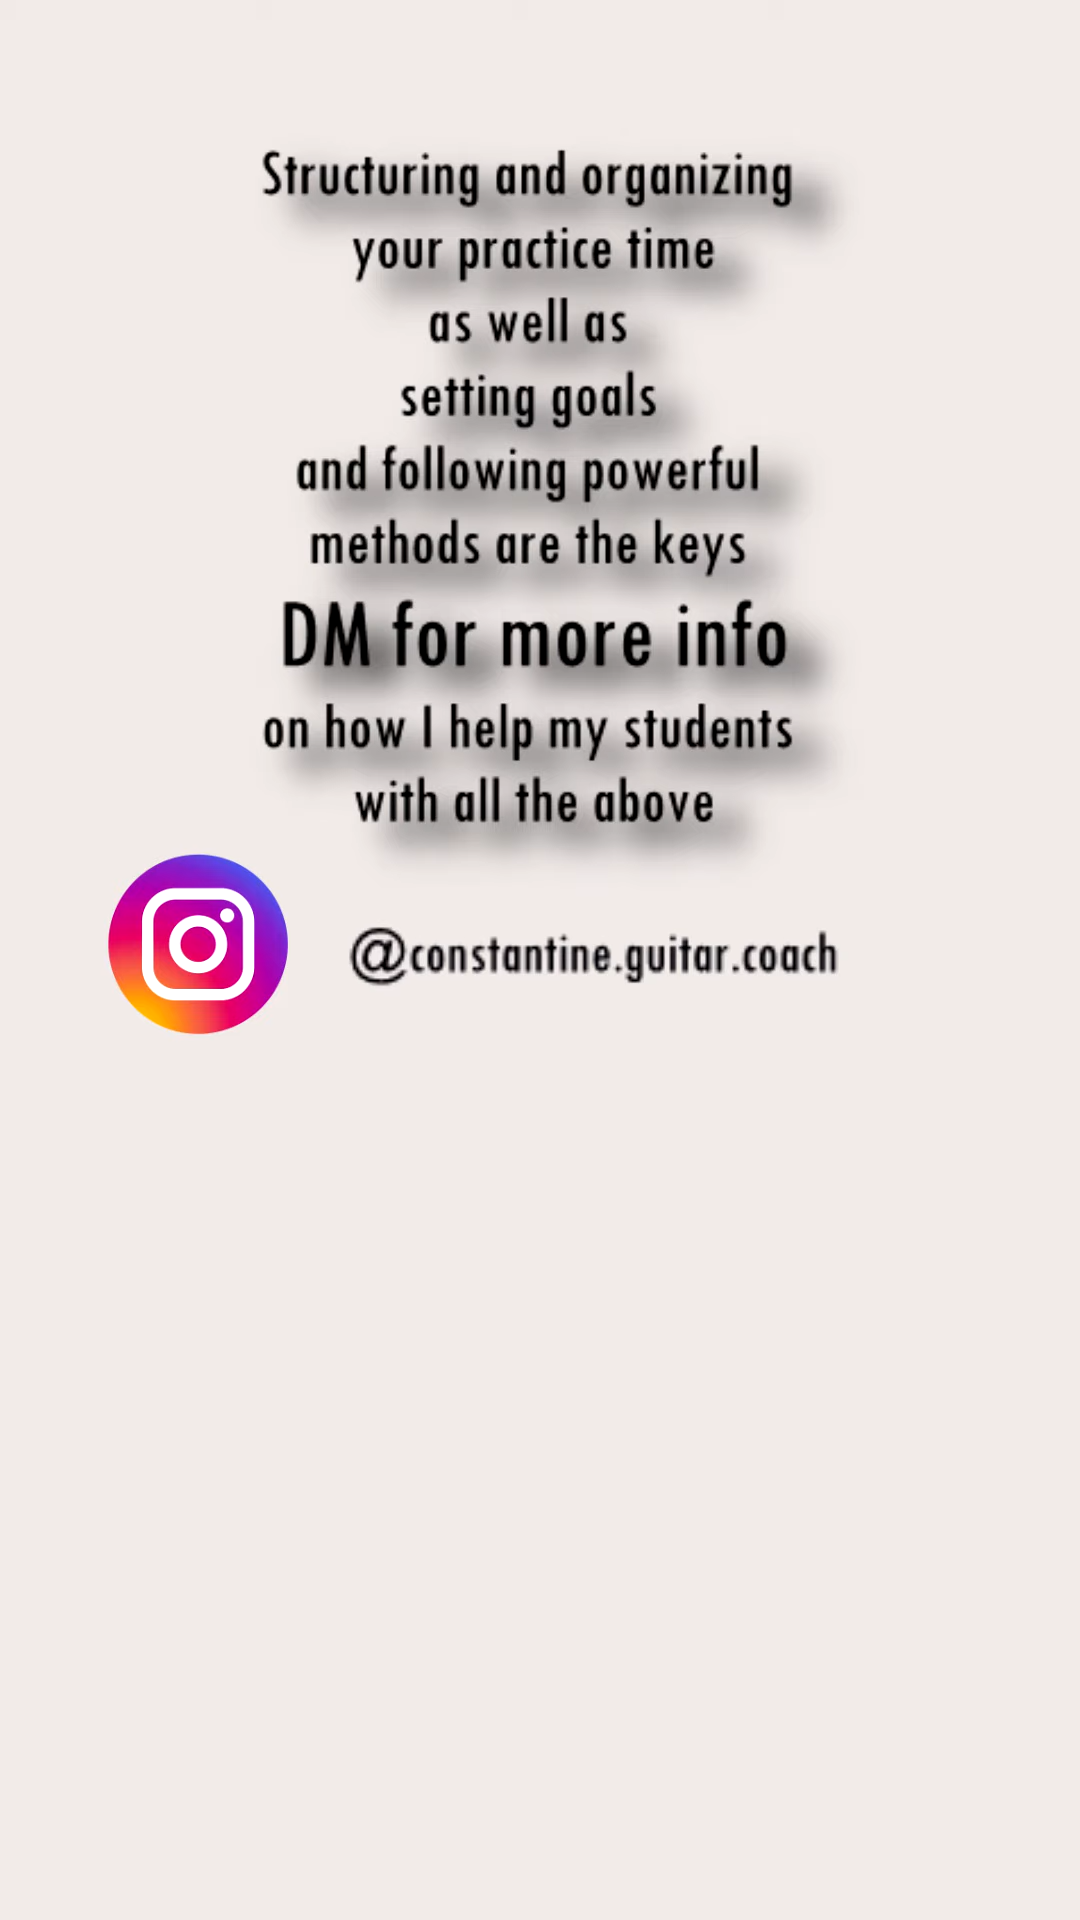 Structuring and organizing
your practice time
as well as
setting goals
and following powerful
methods are the keys
DM for more info
on how I help my students
with all the above
@constantine.guitar.coach